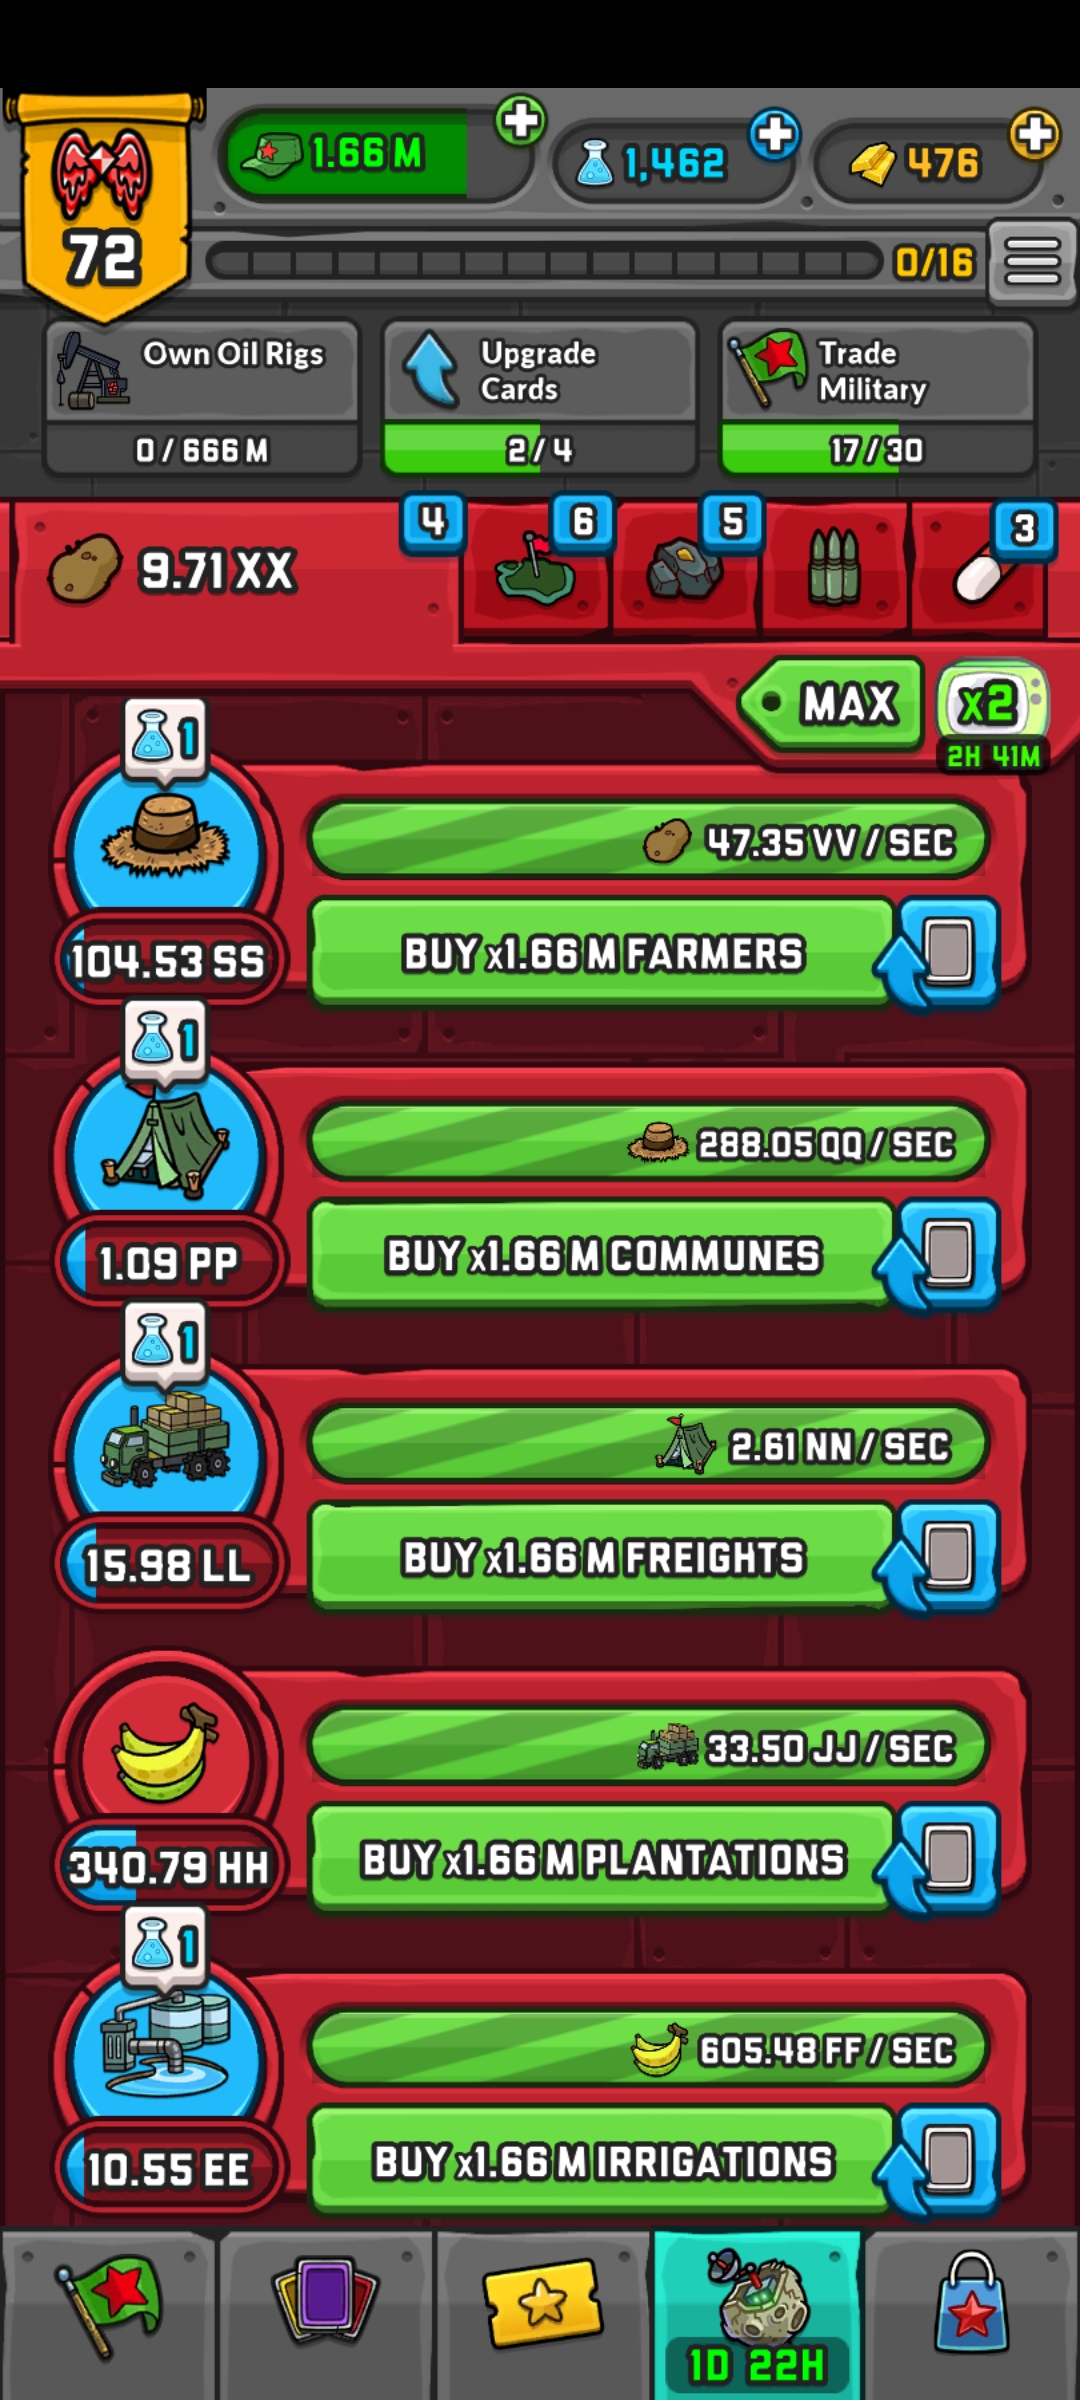 1.66 M
1,462
476
72
0/16
Own Oil Rigs
0 / 666 M
Upgrade
Cards
2 / 4
Trade
Military
17 / 30
9.71 XX
4
6
5
3
MAX
x2
2H 41M
1
47.35 VV / SEC
104.53 SS
BUY x1.66 M FARMERS
1
288.05 QQ / SEC
1.09 PP
BUY x1.66 M COMMUNES
1
2.61 NN / SEC
15.98 LL
BUY x1.66 M FREIGHTS
33.50 JJ / SEC
340.79 HH
BUY x1.66 M PLANTATIONS
1
605.48 FF / SEC
10.55 EE
BUY x1.66 M IRRIGATIONS
1D 22H